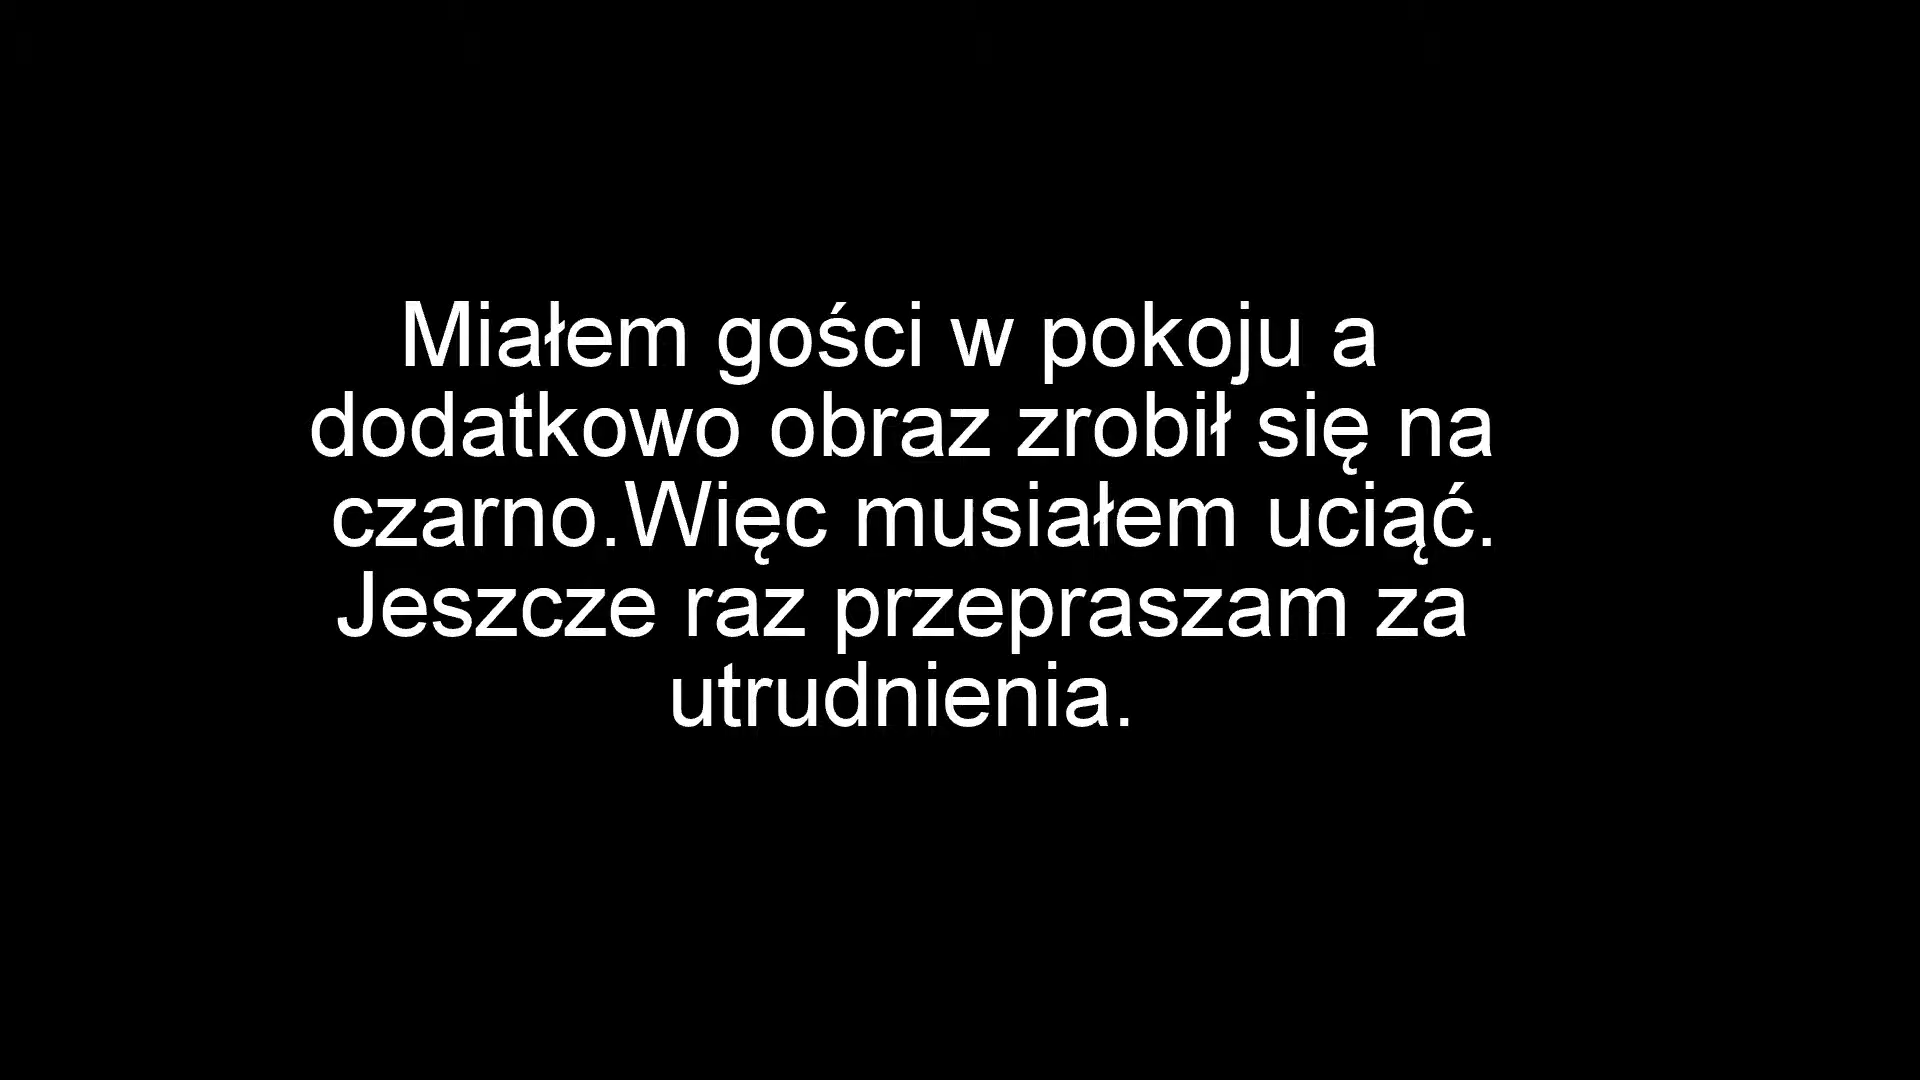 Miałem gości w pokoju a
dodatkowo obraz zrobił się na
czarno.Więc musiałem uciąć.
Jeszcze raz przepraszam za
utrudnienia.